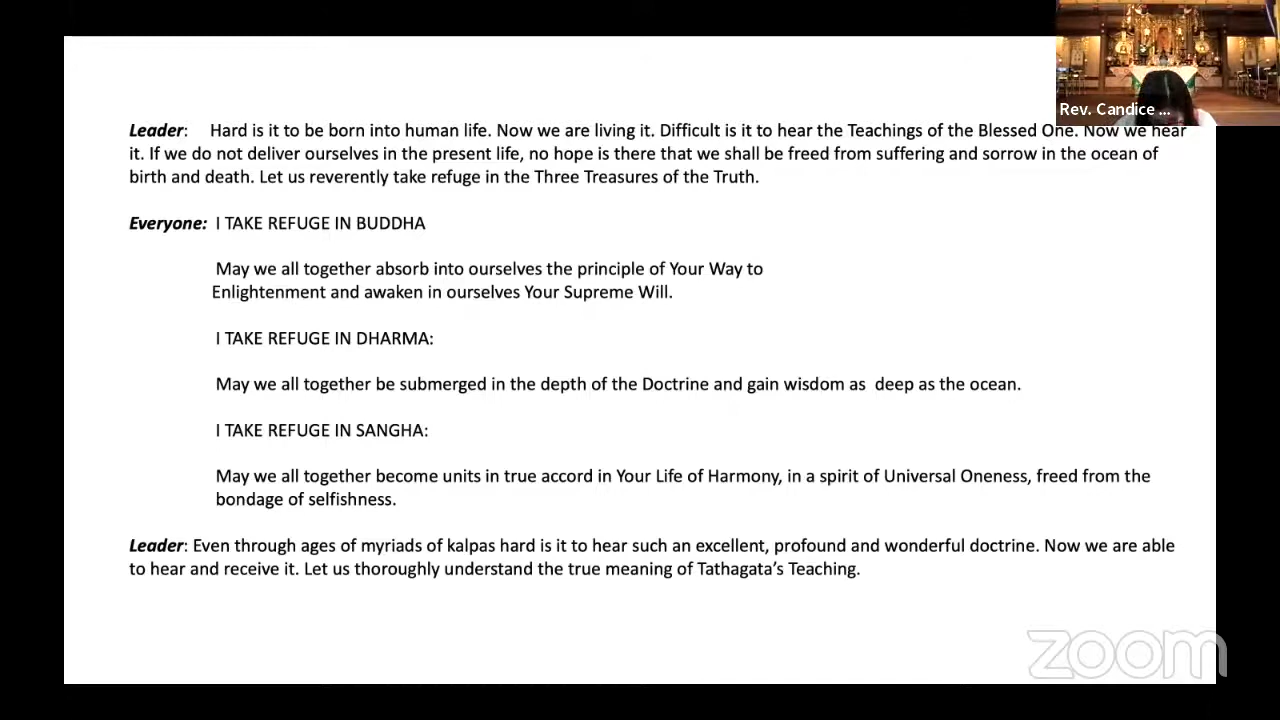 Rev. Candice ...
Leader: Hard is it to be born into human life. Now we are living it. Difficult is it to hear the Teachings of the Blessed One. Now we hear
it. If we do not deliver ourselves in the present life, no hope is there that we shall be freed from suffering and sorrow in the ocean of
birth and death. Let us reverently take refuge in the Three Treasures of the Truth.
Everyone: I TAKE REFUGE IN BUDDHA
May we all together absorb into ourselves the principle of Your Way to
Enlightenment and awaken in ourselves Your Supreme Will.
I TAKE REFUGE IN DHARMA:
May we all together be submerged in the depth of the Doctrine and gain wisdom as deep as the ocean.
I TAKE REFUGE IN SANGHA:
May we all together become units in true accord in Your Life of Harmony, in a spirit of Universal Oneness, freed from the
bondage of selfishness.
Leader: Even through ages of myriads of kalpas hard is it to hear such an excellent, profound and wonderful doctrine. Now we are able
to hear and receive it. Let us thoroughly understand the true meaning of Tathagata’s Teaching.
zoom